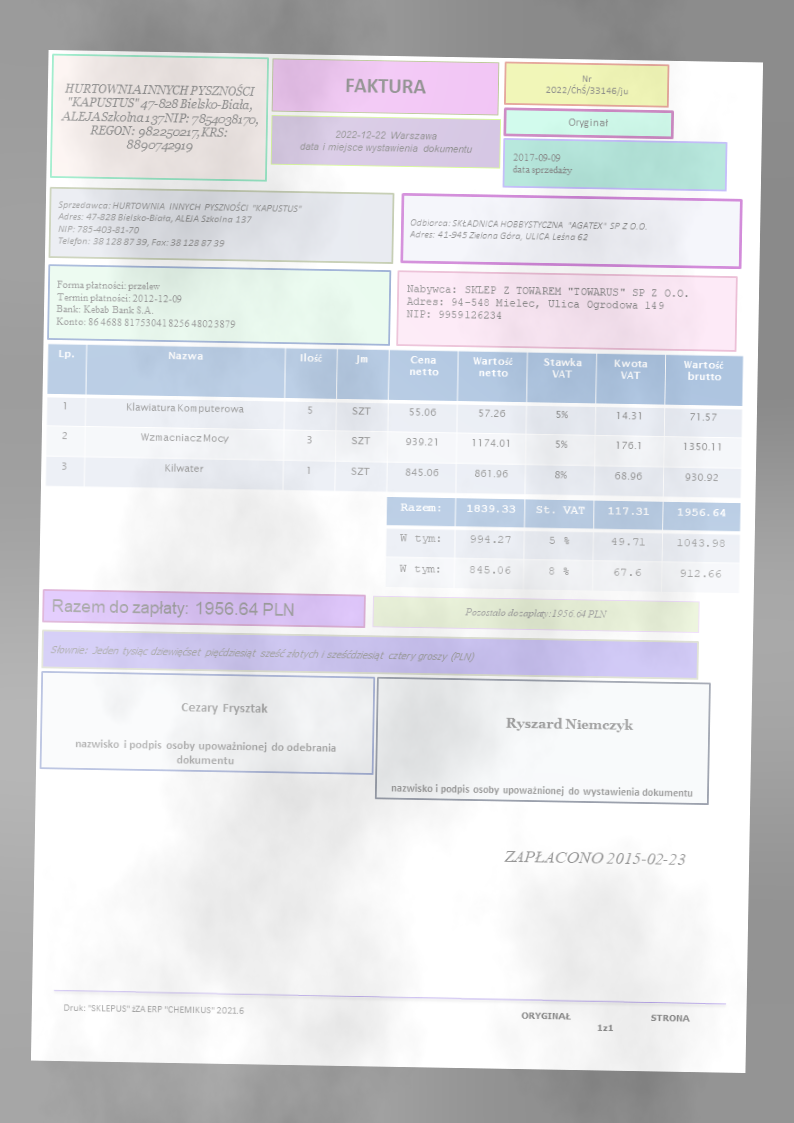 HURTOWNIA INNYCH PYSZNOŚCI
"KAPUSTUS" 47-828 Bielsko-Biała,
ALEJA Szkolna 137 NIP: 7854038170,
REGON: 982250217, KRS:
8890742919
FAKTURA
2022-12-22 Warszawa
data i miejsce wystawienia dokumentu
Nr
2022/ĆhŚ/33146/ju
Oryginał
2017-09-09
data sprzedaży
Sprzedawca: HURTOWNIA INNYCH PYSZNOŚCI "KAPUSTUS"
Adres: 47-828 Bielsko-Biała, ALEJA Szkolna 137
NIP: 785-403-81-70
Telefon: 38 128 87 39, Fax: 38 128 87 39
Odbiorca: SKŁADNICA HOBBYSTYCZNA "AGATEX" SP Z O.O.
Adres: 41-945 Zielona Góra, ULICA Leśna 62
Forma płatności: przelew
Termin płatności: 2012-12-09
Bank: Kebab Bank S.A.
Konto: 86 4688 8175 3041 8256 4802 3879
Nabywca: SKLEP Z TOWAREM "TOWARUS" SP Z O.O.
Adres: 94-548 Mielec, Ulica Ogrodowa 149
NIP: 9959126234
Lp. Nazwa Ilość Jm Cena netto Wartość netto Stawka VAT Kwota VAT Wartość brutto
1 Klawiatura Komputerowa 5 SZT 55.06 57.26 5% 14.31 71.57
2 Wzmacniacz Mocy 3 SZT 939.21 1174.01 5% 176.1 1350.11
3 Kilwater 1 SZT 845.06 861.96 8% 68.96 930.92
Razem: 1839.33 St. VAT 117.31 1956.64
W tym: 994.27 5 % 49.71 1043.98
W tym: 845.06 8 % 67.6 912.66
Razem do zapłaty: 1956.64 PLN
Pozostało do zapłaty: 1956.64 PLN
Słownie: Jeden tysiąc dziewięćset pięćdziesiąt sześć złotych i sześćdziesiąt cztery groszy (PLN)
Cezary Frysztak
nazwisko i podpis osoby upoważnionej do odebrania
dokumentu
Ryszard Niemczyk
nazwisko i podpis osoby upoważnionej do wystawienia dokumentu
ZAPŁACONO 2015-02-23
Druk: "SKLEPUS" zZA ERP "CHEMIKUS" 2021.6
ORYGINAŁ STRONA
1z1